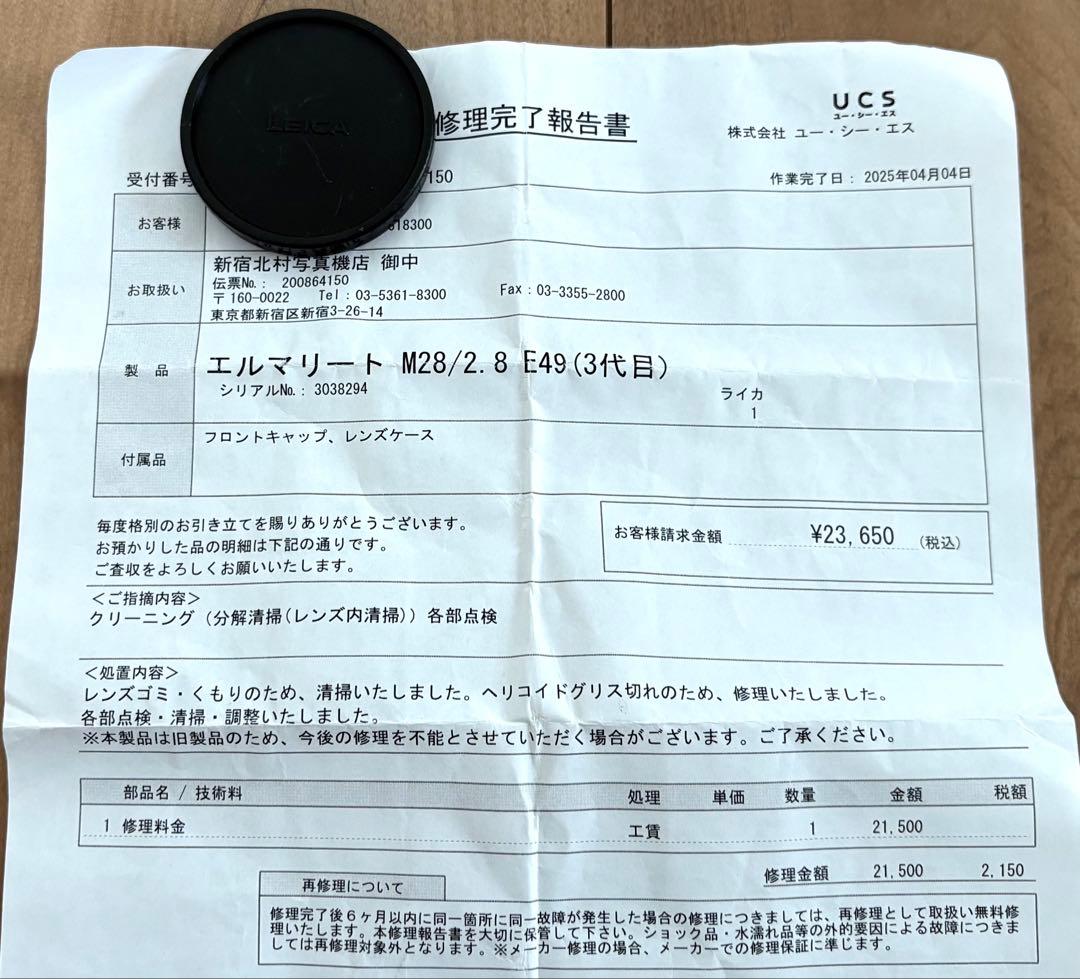 LEICA
修理完了報告書
UCS
ユー・シー・エス
株式会社 ユー・シー・エス
受付番号 150
作業完了日: 2025年04月04日
お客様 18300
お取扱い
新宿北村写真機店 御中
伝票No.: 200864150
〒160-0022 Tel:03-5361-8300 Fax:03-3355-2800
東京都新宿区新宿3-26-14
製品
エルマリート M28/2.8 E49(3代目)
シリアルNo.: 3038294
ライカ
1
付属品
フロントキャップ、レンズケース
毎度格別のお引き立てを賜りありがとうございます。
お預かりした品の明細は下記の通りです。
ご査収をよろしくお願いいたします。
お客様請求金額 ¥23,650 (税込)
<ご指摘内容>
クリーニング(分解清掃(レンズ内清掃))各部点検
<処置内容>
レンズゴミ・くもりのため、清掃いたしました。ヘリコイドグリス切れのため、修理いたしました。
各部点検・清掃・調整いたしました。
※本製品は旧製品のため、今後の修理を不能とさせていただく場合がございます。ご了承ください。
部品名 / 技術料 処理 単価 数量 金額 税額
1 修理料金 工賃 1 21,500
修理金額 21,500 2,150
再修理について
修理完了後6ヶ月以内に同一箇所に同一故障が発生した場合の修理につきましては、再修理として取扱い無料修
理いたします。本修理報告書を大切に保管して下さい。ショック品・水濡れ品等の外的要因による故障につきま
しては再修理対象外となります。※メーカー修理の場合、メーカーでの修理保証に準じます。